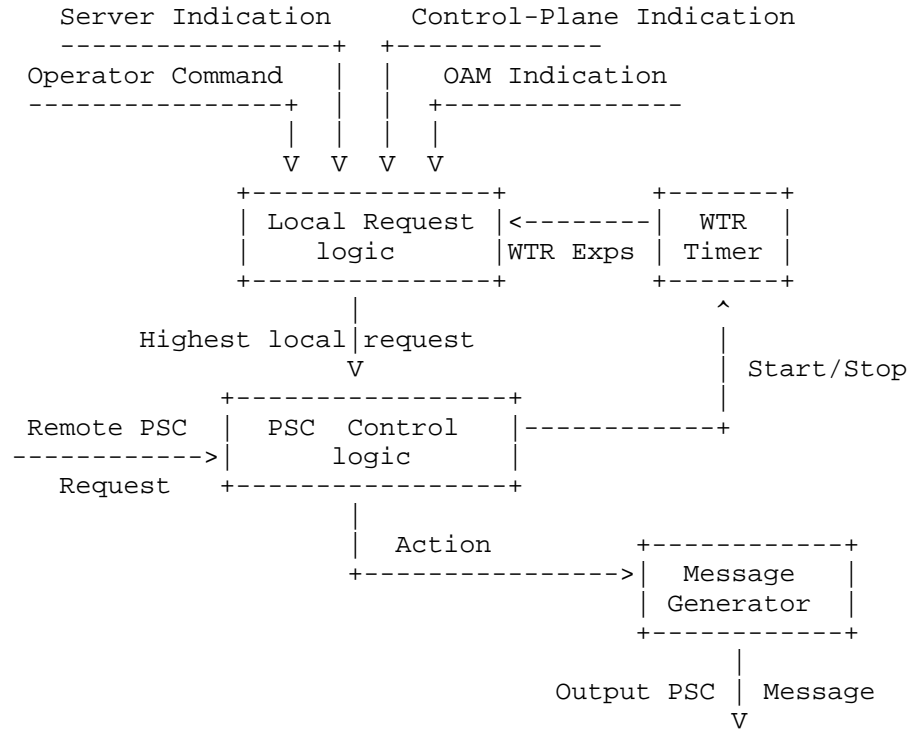 Server Indication Control-Plane Indication
Operator Command OAM Indication
V V V V
Local Request WTR
logic WTR Exps Timer
Highest local request
V Start/Stop
Remote PSC PSC Control
logic
Request
Action
Message
Generator
Output PSC Message
V